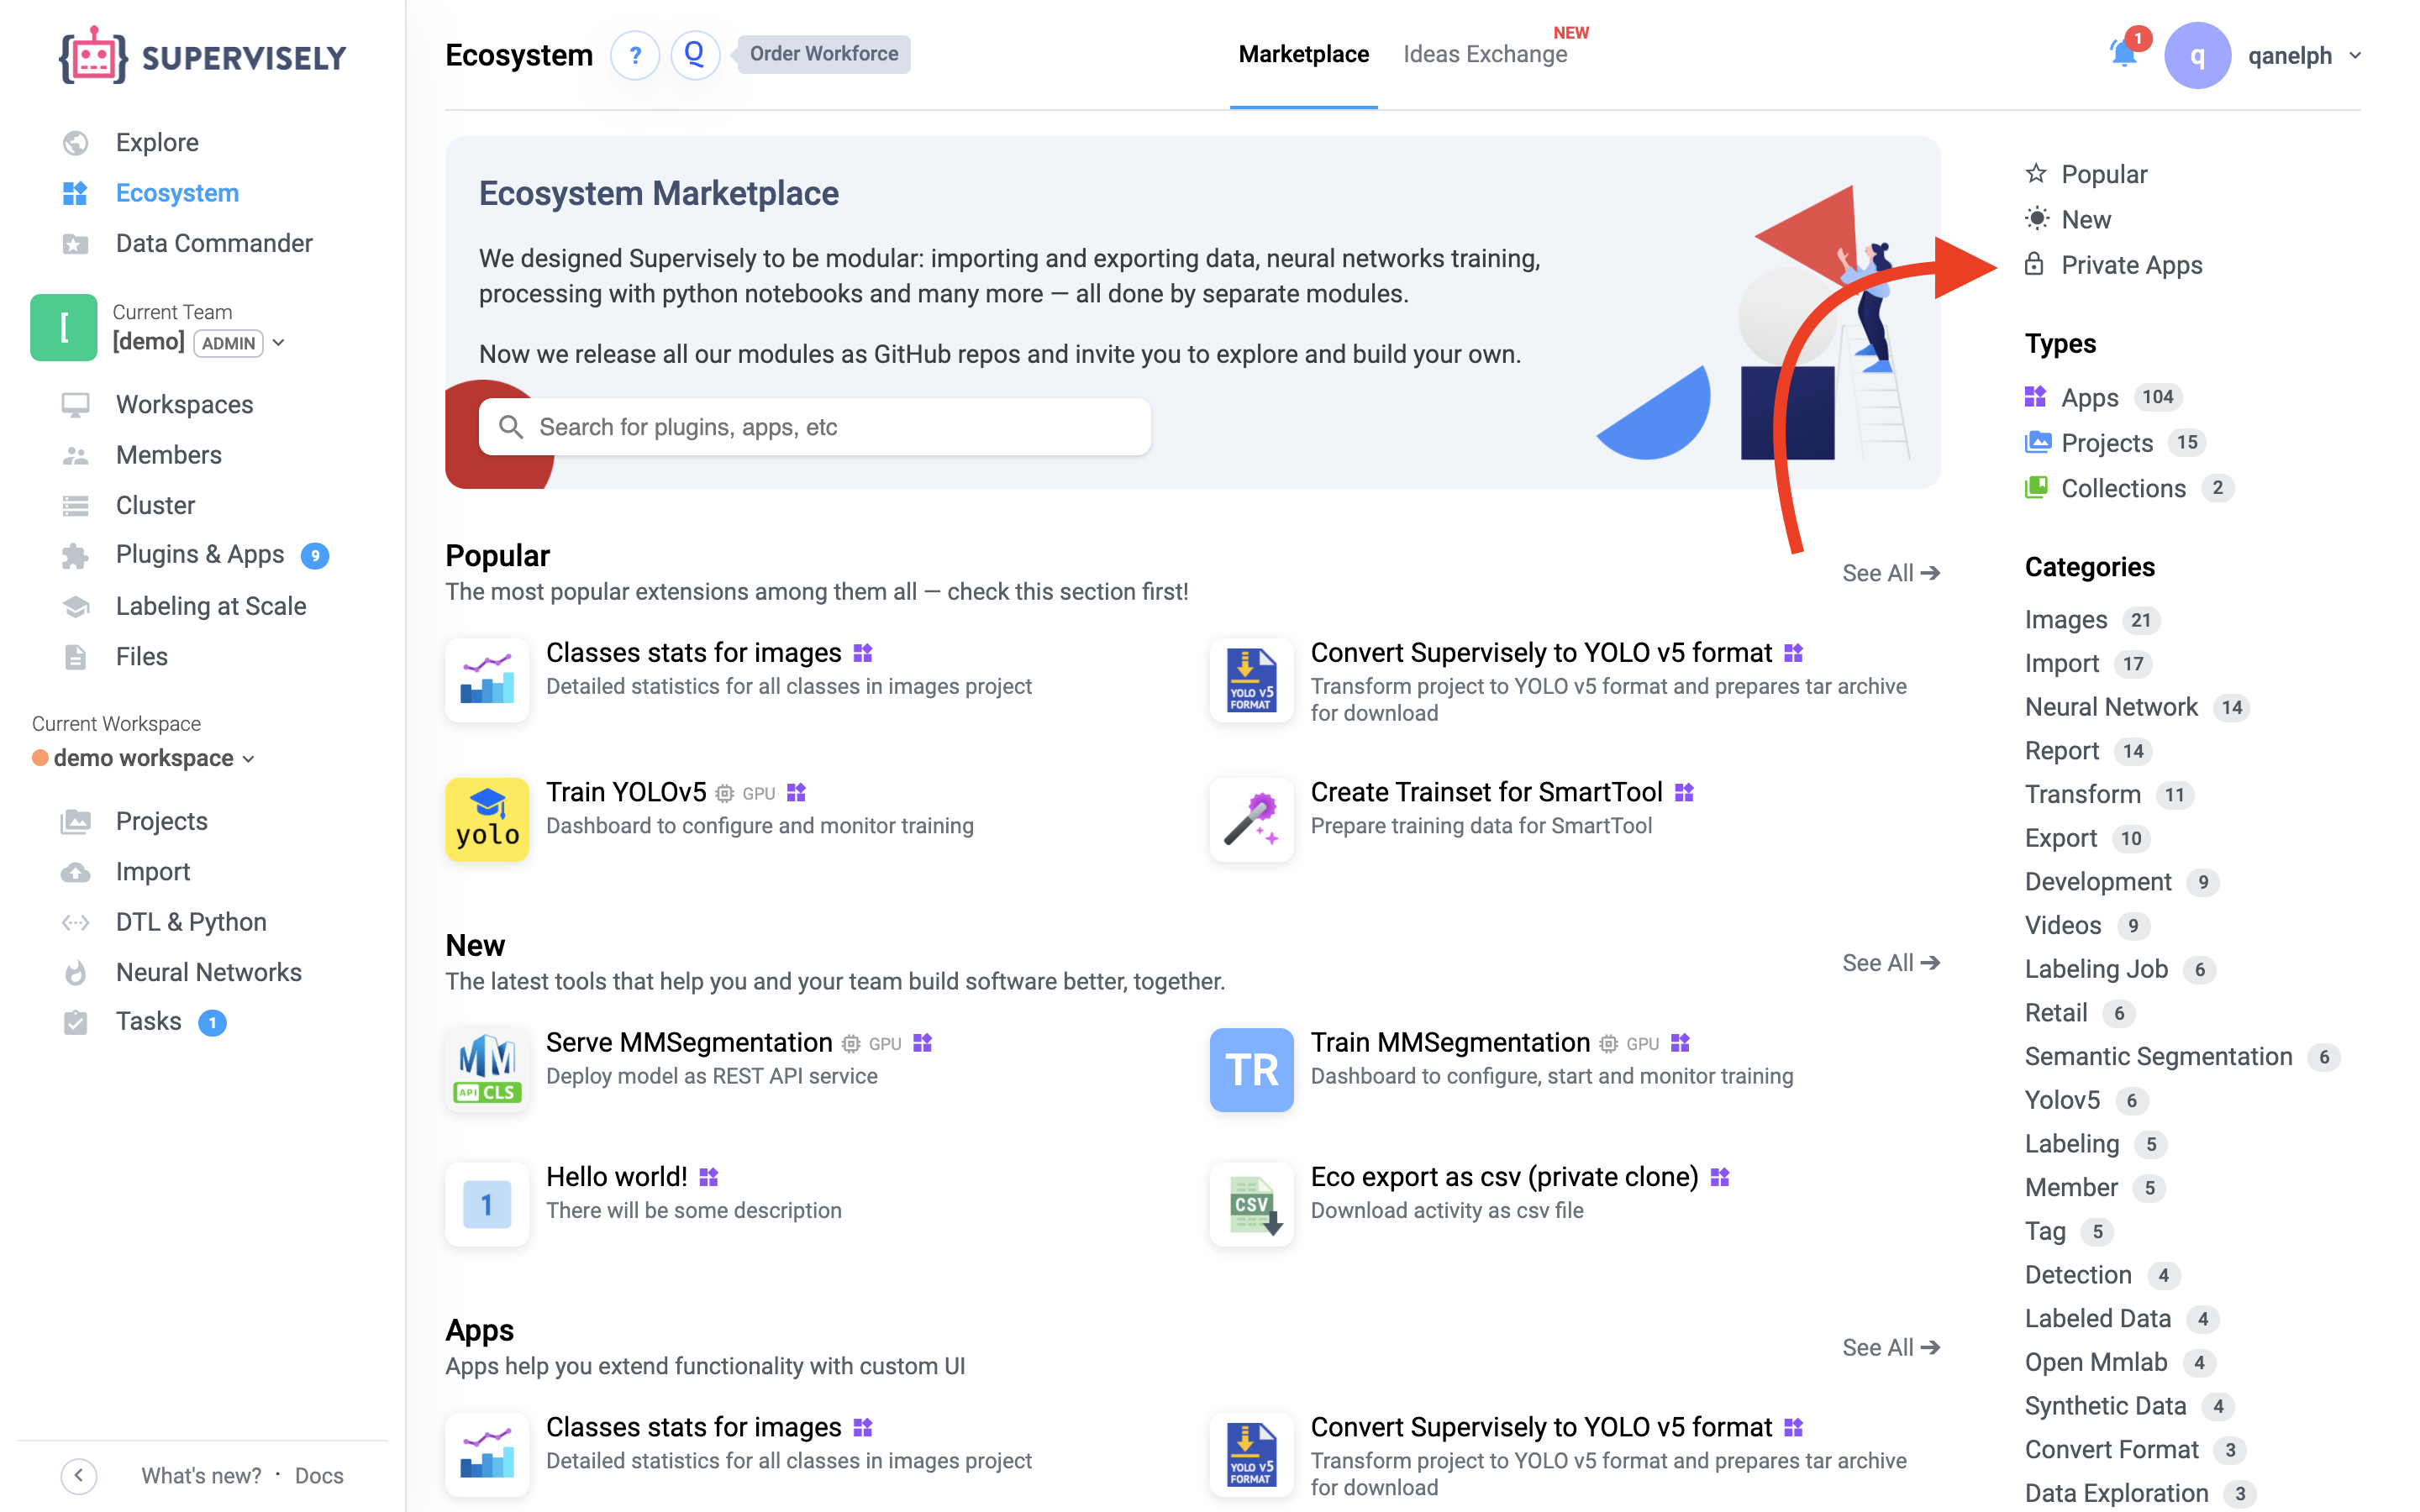 SUPERVISELY
Explore
Ecosystem
Data Commander
[
Current Team
[demo] ADMIN
Workspaces
Members
Cluster
Plugins & Apps 9
Labeling at Scale
Files
Current Workspace
demo workspace
Projects
Import
DTL & Python
Neural Networks
Tasks 1
What's new? · Docs
Ecosystem ? Q Order Workforce
Marketplace
Ideas Exchange NEW
1
q qanelph
Ecosystem Marketplace
We designed Supervisely to be modular: importing and exporting data, neural networks training,
processing with python notebooks and many more — all done by separate modules.
Now we release all our modules as GitHub repos and invite you to explore and build your own.
Search for plugins, apps, etc
Popular
The most popular extensions among them all — check this section first!
See All
Classes stats for images
Detailed statistics for all classes in images project
YOLO v5
FORMAT
Convert Supervisely to YOLO v5 format
Transform project to YOLO v5 format and prepares tar archive
for download
yolo
Train YOLOv5 GPU
Dashboard to configure and monitor training
Create Trainset for SmartTool
Prepare training data for SmartTool
New
The latest tools that help you and your team build software better, together.
See All
MM
API CLS
Serve MMSegmentation GPU
Deploy model as REST API service
TR
Train MMSegmentation GPU
Dashboard to configure, start and monitor training
1
Hello world!
There will be some description
CSV
Eco export as csv (private clone)
Download activity as csv file
Apps
Apps help you extend functionality with custom UI
See All
Classes stats for images
Detailed statistics for all classes in images project
YOLO v5
FORMAT
Convert Supervisely to YOLO v5 format
Transform project to YOLO v5 format and prepares tar archive
for download
Popular
New
Private Apps
Types
Apps 104
Projects 15
Collections 2
Categories
Images 21
Import 17
Neural Network 14
Report 14
Transform 11
Export 10
Development 9
Videos 9
Labeling Job 6
Retail 6
Semantic Segmentation 6
Yolov5 6
Labeling 5
Member 5
Tag 5
Detection 4
Labeled Data 4
Open Mmlab 4
Synthetic Data 4
Convert Format 3
Data Exploration 3